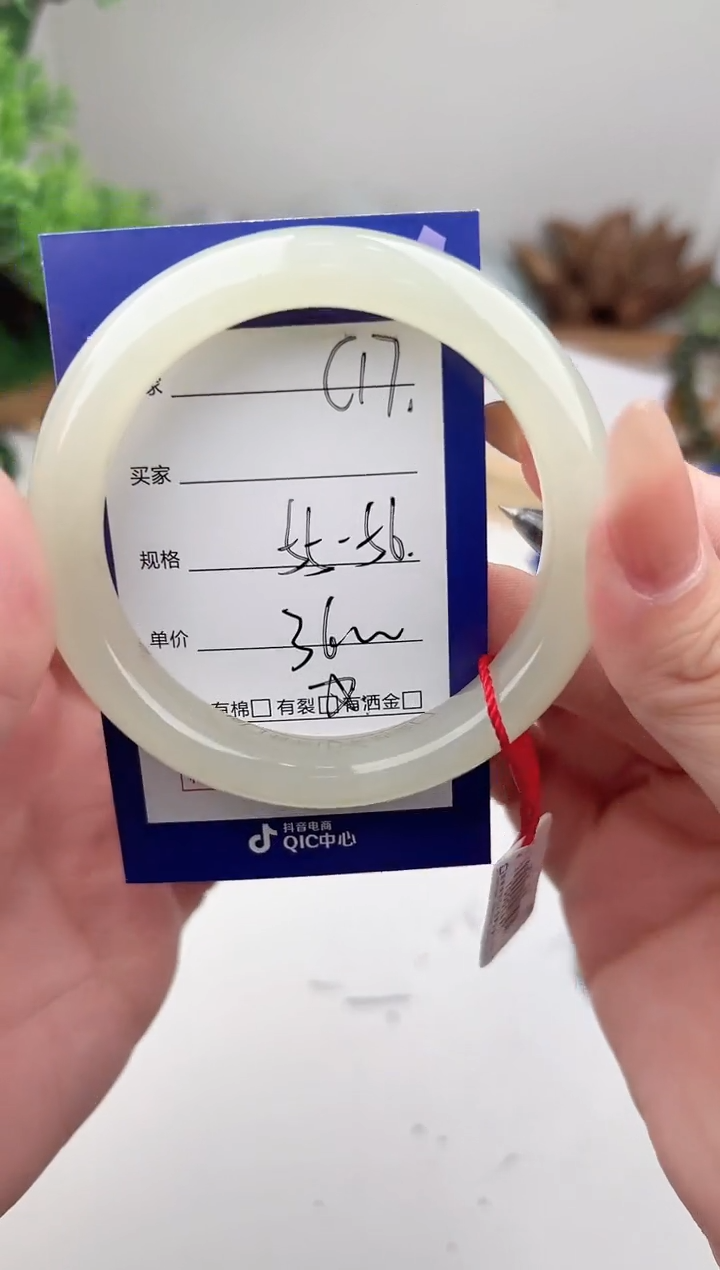 家 C17.
买家
规格 55-56.
单价
有棉□ 有裂□ 有洒金□
抖音电商
QIC中心